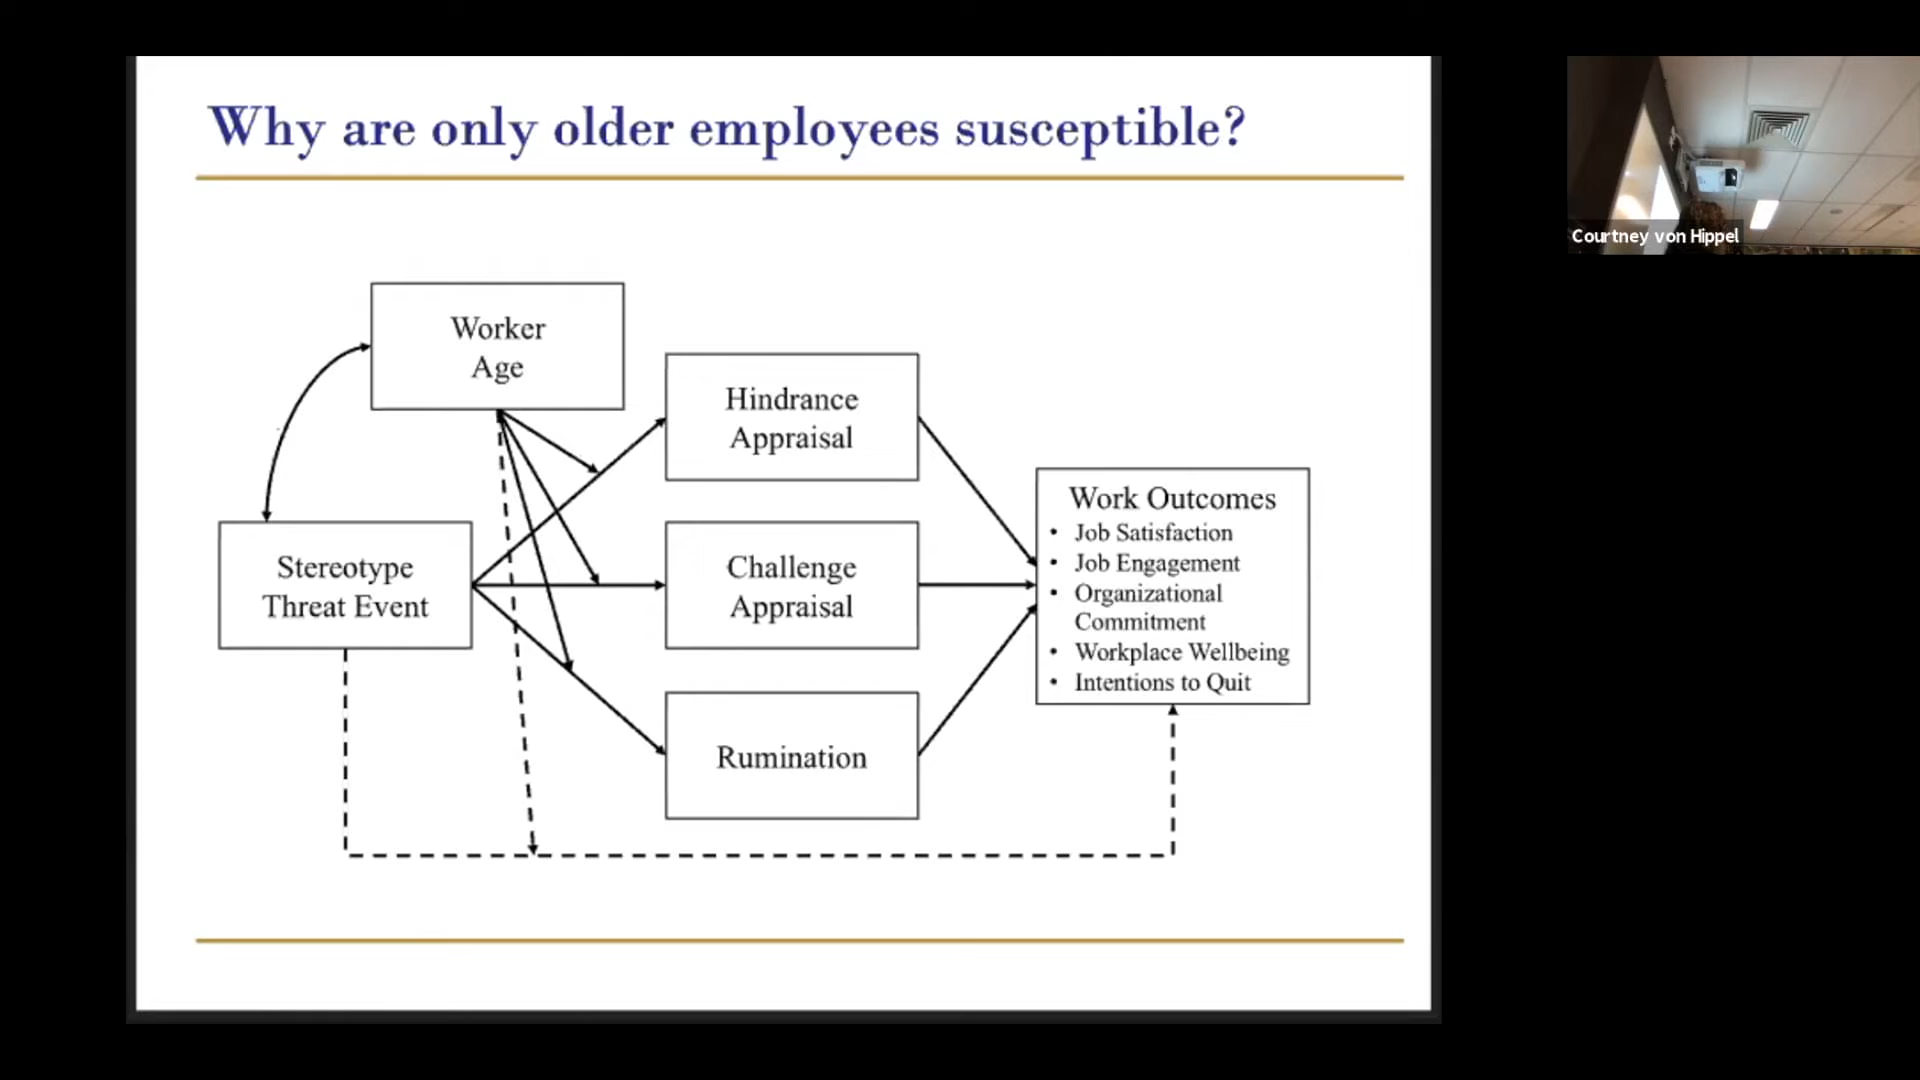 Why are only older employees susceptible?
Courtney von Hippel
Worker
Age
Hindrance
Appraisal
Stereotype
Threat Event
Challenge
Appraisal
Rumination
Work Outcomes
• Job Satisfaction
• Job Engagement
• Organizational
Commitment
• Workplace Wellbeing
• Intentions to Quit